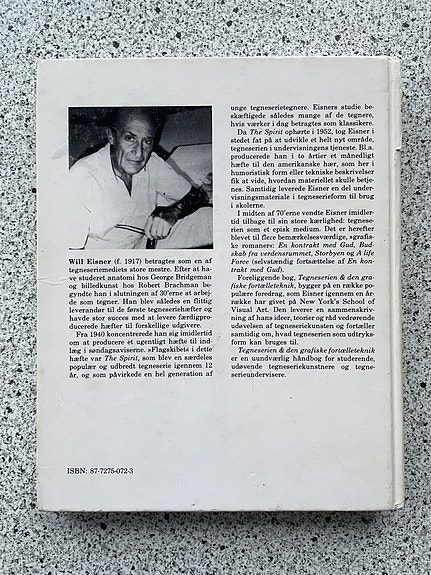 Will Eisner (f. 1917) betragtes som en af
tegneseriemediets store mestre. Efter at ha-
ve studeret anatomi hos George Bridgeman
og billedkunst hos Robert Brachman be-
gyndte han i slutningen af 30'erne at arbej-
de som tegner. Han blev således en flittig
leverandør til de første tegneseriehæfter og
havde stor succes med at levere færdigpro-
ducerede hæfter til forskellige udgivere.
Fra 1940 koncentrerede han sig imidlertid
om at producere et ugentligt hæfte til ind-
læg i søndagsaviserne. »Flagskibet« i dette
hæfte var The Spirit, som blev en særdeles
populær og udbredt tegneserie igennem 12
år, og som påvirkede en hel generation af
unge tegneserietegnere. Eisners studie be-
skæftigede således mange af de tegnere,
hvis værker i dag betragtes som klassikere.
Da The Spirit ophørte i 1952, tog Eisner i
stedet fat på at udvikle et helt nyt område,
tegneserien i undervisningens tjeneste. Bl.a.
producerede han i to årtier et månedligt
hæfte til den amerikanske hær, som her i
humoristisk form eller tekniske beskrivelser
fik at vide, hvordan materiellet skulle betje-
nes. Samtidig leverede Eisner en del under-
visningsmateriale i tegneserieform til brug
i skolerne.
I midten af 70'erne vendte Eisner imidler-
tid tilbage til sin store kærlighed: tegnese-
rien som et episk medium. Det er herefter
blevet til flere bemærkelsesværdige, »grafis-
ke romaner«: En kontrakt med Gud, Bud-
skab fra verdensrummet, Storbyen og A life
Force (selvstændig fortsættelse af En kon-
trakt med Gud).
Foreliggende bog, Tegneserien & den gra-
fiske fortælleteknik, bygger på en række po-
pulære foredrag, som Eisner igennem en år-
række har givet på New York's School of
Visual Art. Den leverer en sammenskriv-
ning af hans ideer, teorier og råd vedrørende
udøvelsen af tegneseriekunsten og fortæller
samtidig om, hvad tegneserien som udtryks-
form kan bruges til.
Tegneserien & den grafiske fortælleteknik
er en uundværlig håndbog for studerende,
udøvende tegneseriekunstnere og tegne-
serieundervisere.
ISBN: 87-7275-072-3